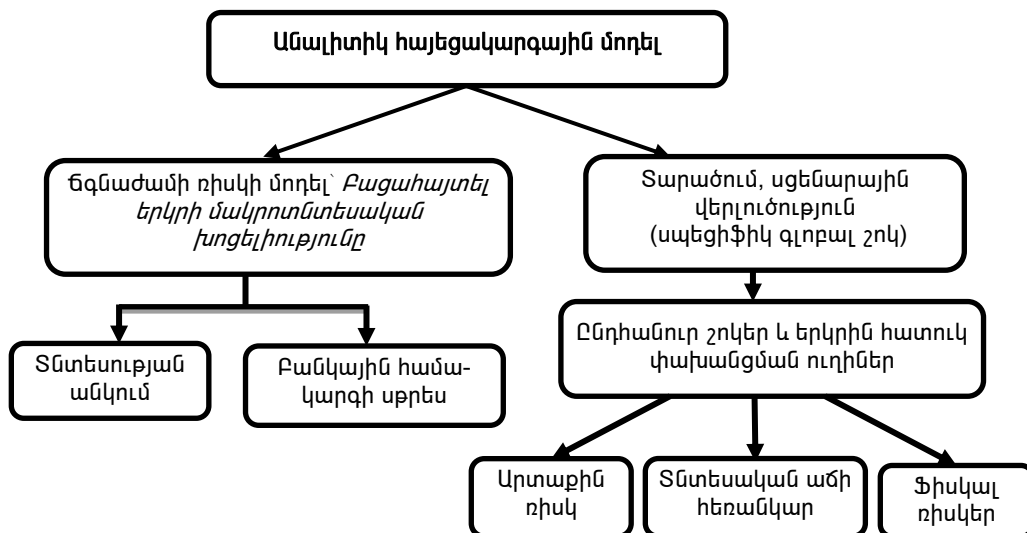 Անալիտիկ հայեցակարգային մոդել
Ճգնաժամի ռիսկի մոդել՝ Բացահայտել
երկրի մակրոտնտեսական
խոցելիությունը
Տարածում, սցենարային
վերլուծություն
(սպեցիֆիկ գլոբալ շոկ)
Տնտեսության
անկում
Բանկային համա-
կարգի սթրես
Ընդհանուր շոկեր և երկրին հատուկ
փախանցման ուղիներ
Արտաքին
ռիսկ
Տնտեսական աճի
հեռանկար
Ֆիսկալ
ռիսկեր